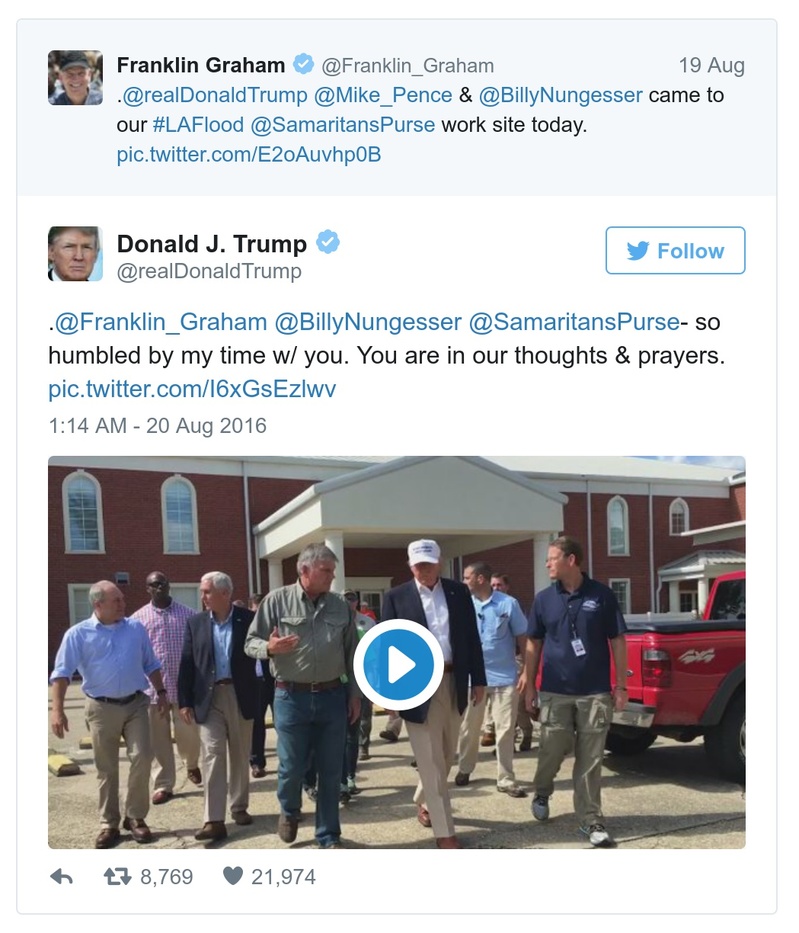 Franklin Graham @Franklin_Graham 19 Aug
.@realDonaldTrump @Mike_Pence & @BillyNungesser came to
our #LAFlood @SamaritansPurse work site today.
pic.twitter.com/E2oAuvhp0B
Donald J. Trump
@realDonaldTrump
Follow
.@Franklin_Graham @BillyNungesser @SamaritansPurse- so
humbled by my time w/ you. You are in our thoughts & prayers.
pic.twitter.com/I6xGsEzlwv
1:14 AM - 20 Aug 2016
8,769 21,974